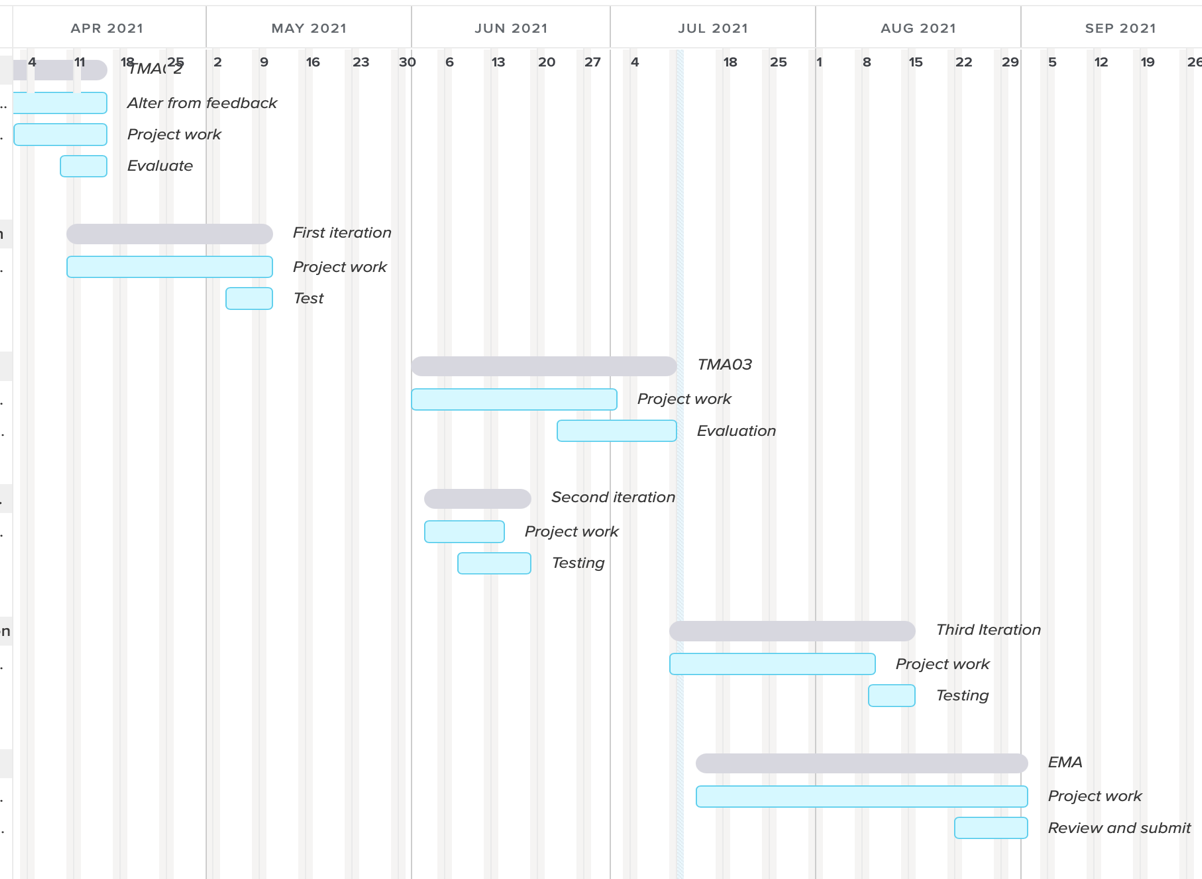 APR 2021 MAY 2021 JUN 2021 JUL 2021 AUG 2021 SEP 2021
4 11 18 25 2 9 16 23 30 6 13 20 27 4 18 25 1 8 15 22 29 5 12 19 26
TMA02
.. Alter from feedback
. Project work
Evaluate
n First iteration
. Project work
Test
TMA03
. Project work
. Evaluation
. Second iteration
. Project work
Testing
on Third Iteration
. Project work
Testing
EMA
. Project work
. Review and submit